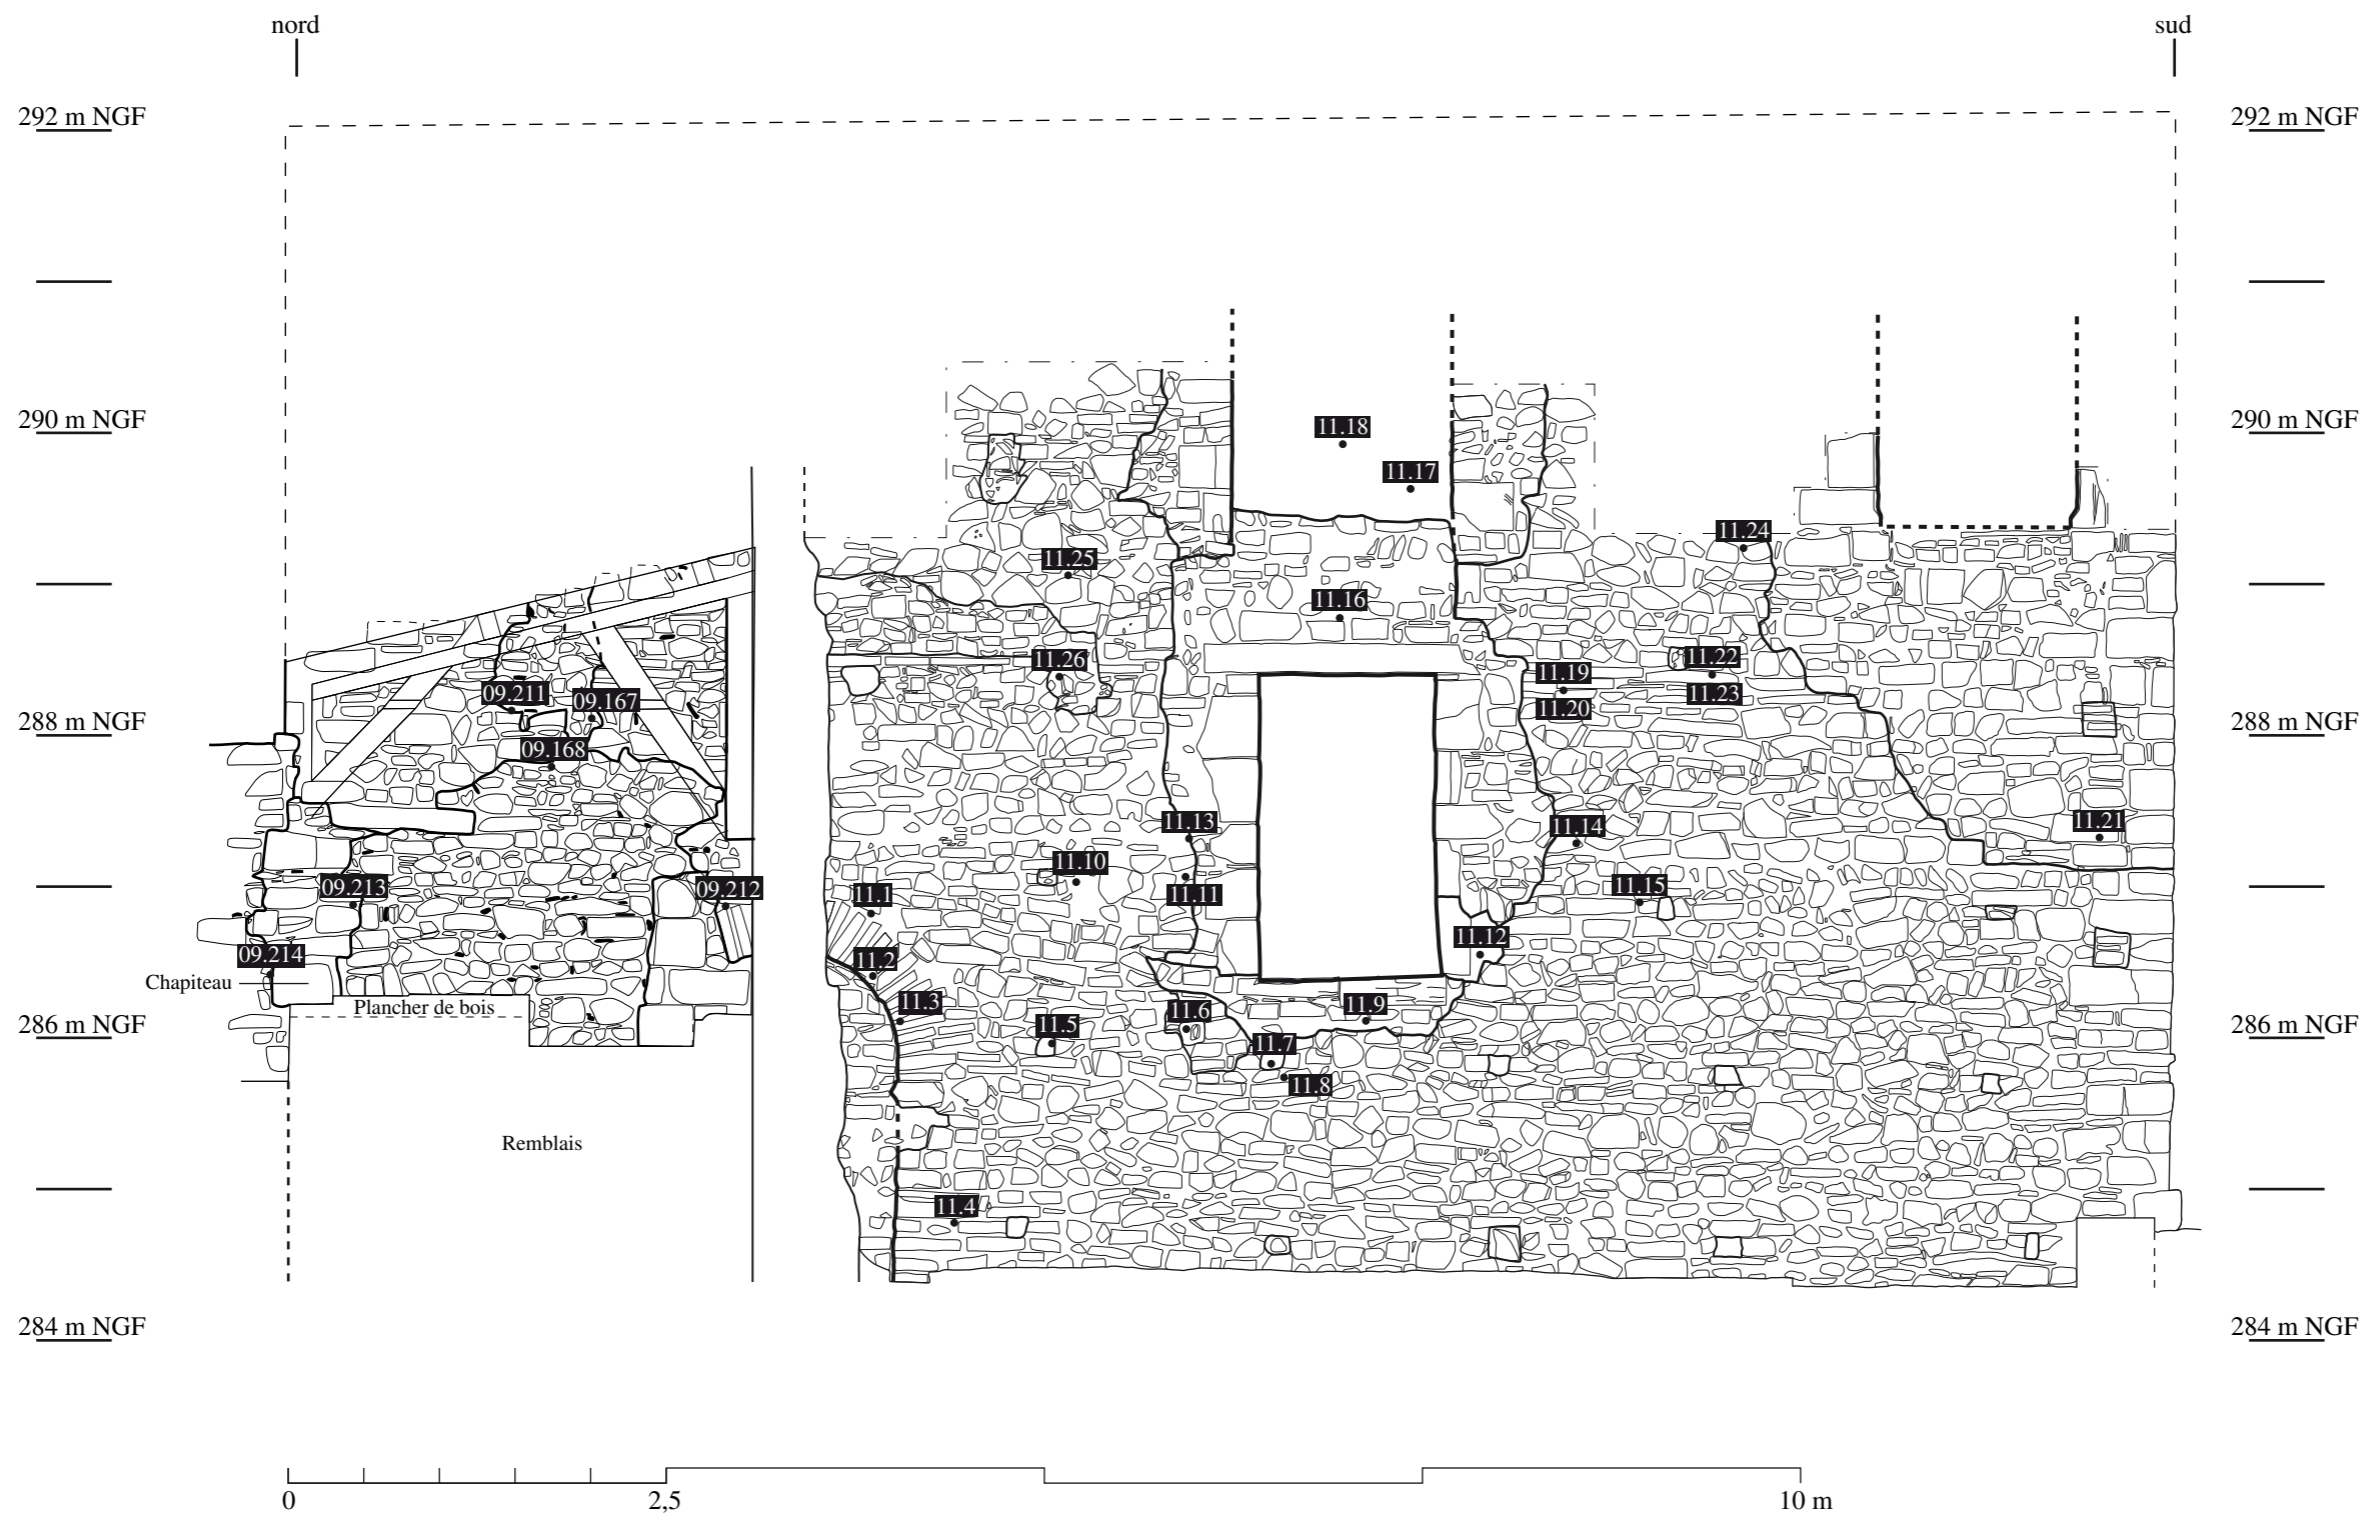 nord
sud
292 m NGF
292 m NGF
290 m NGF
290 m NGF
11.18
11.17
11.24
11.25
11.16
11.26
11.19
11.22
09.211
09.167
11.23
11.20
288 m NGF
288 m NGF
09.168
11.13
11.14
11.21
11.10
09.213
09.212
11.1
11.11
11.15
11.12
09.214
11.2
Chapiteau
Plancher de bois
11.3
11.9
11.6
11.5
286 m NGF
286 m NGF
11.7
11.8
Remblais
11.4
284 m NGF
284 m NGF
0
2,5
10 m